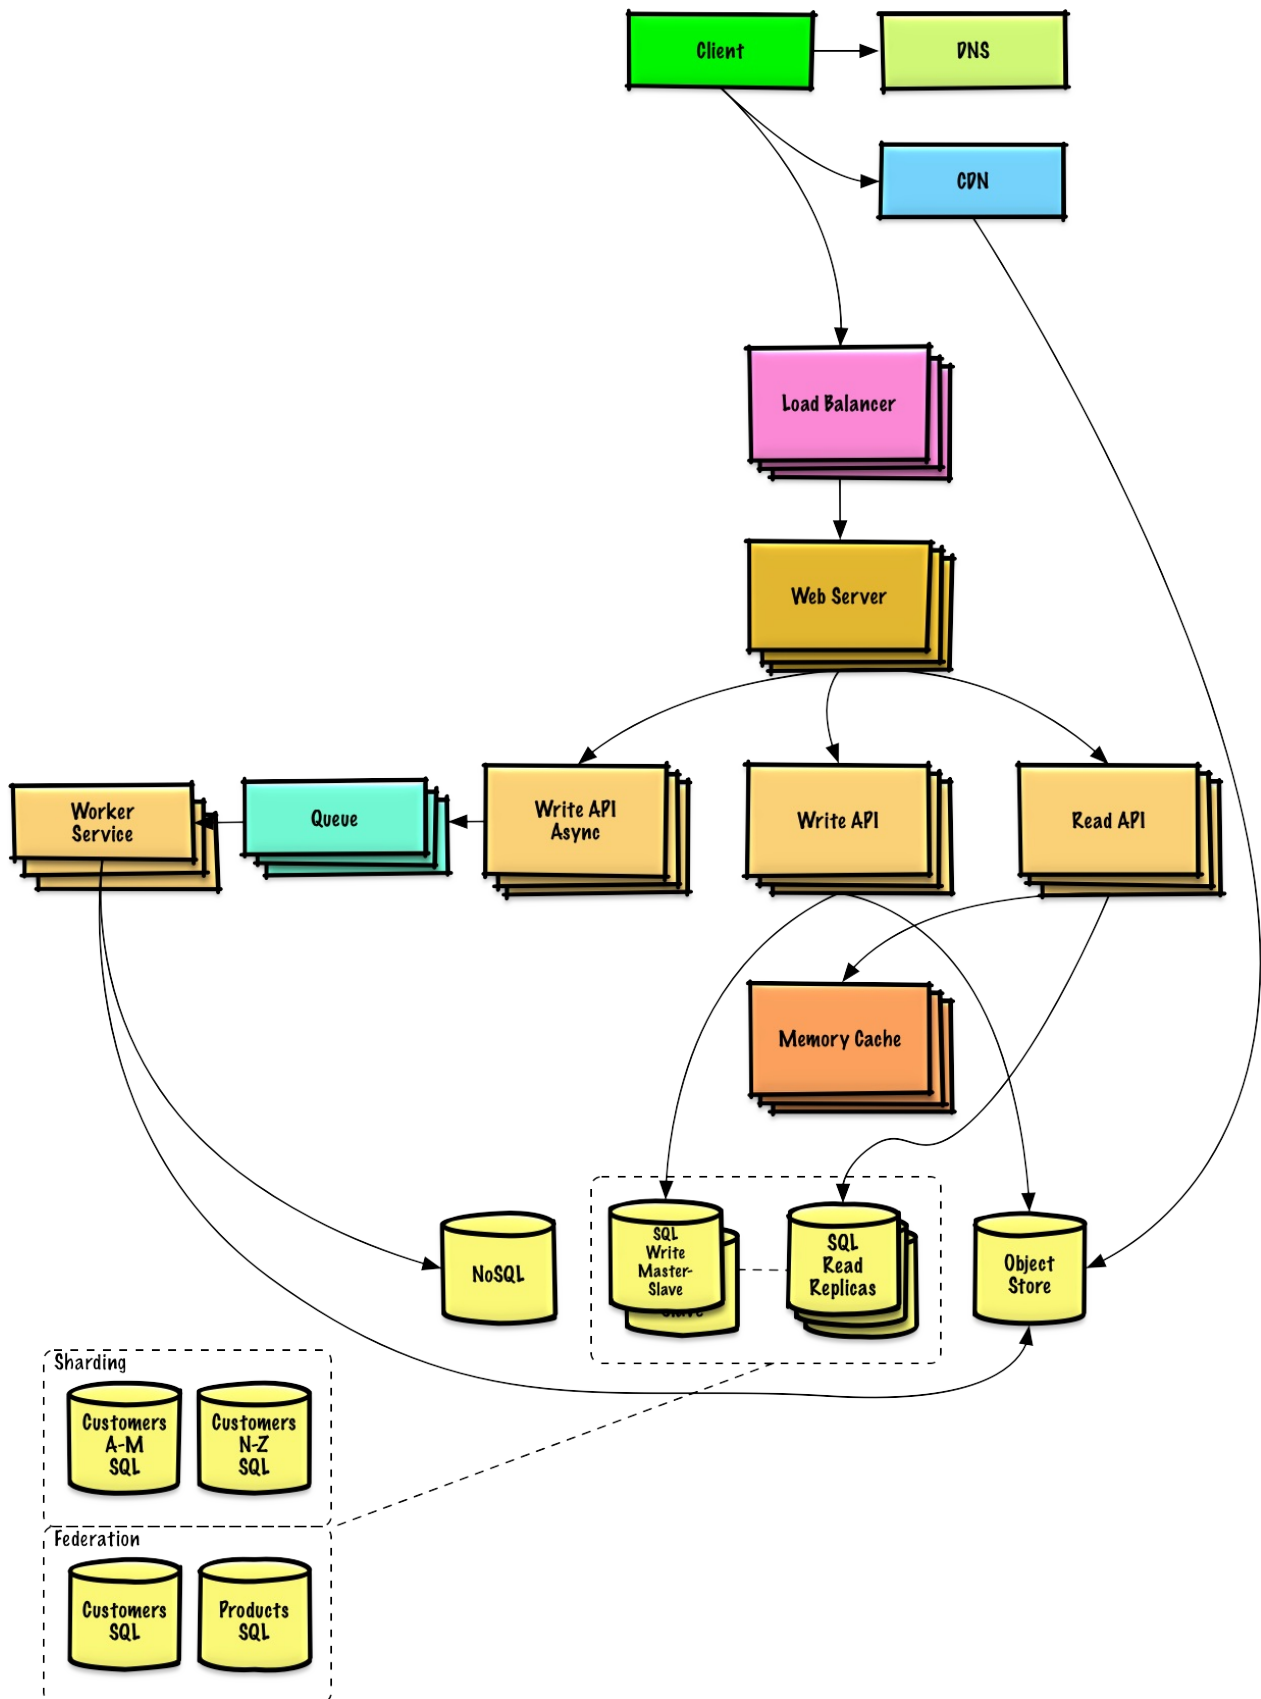 Client
DNS
CDN
Load Balancer
Web Server
Worker
Service
Queue
Write API
Async
Write API
Read API
Memory Cache
NoSQL
SQL
Write
Master-
Slave
Slave
SQL
Read
Replicas
Object
Store
Sharding
Customers
A-M
SQL
Customers
N-Z
SQL
Federation
Customers
SQL
Products
SQL